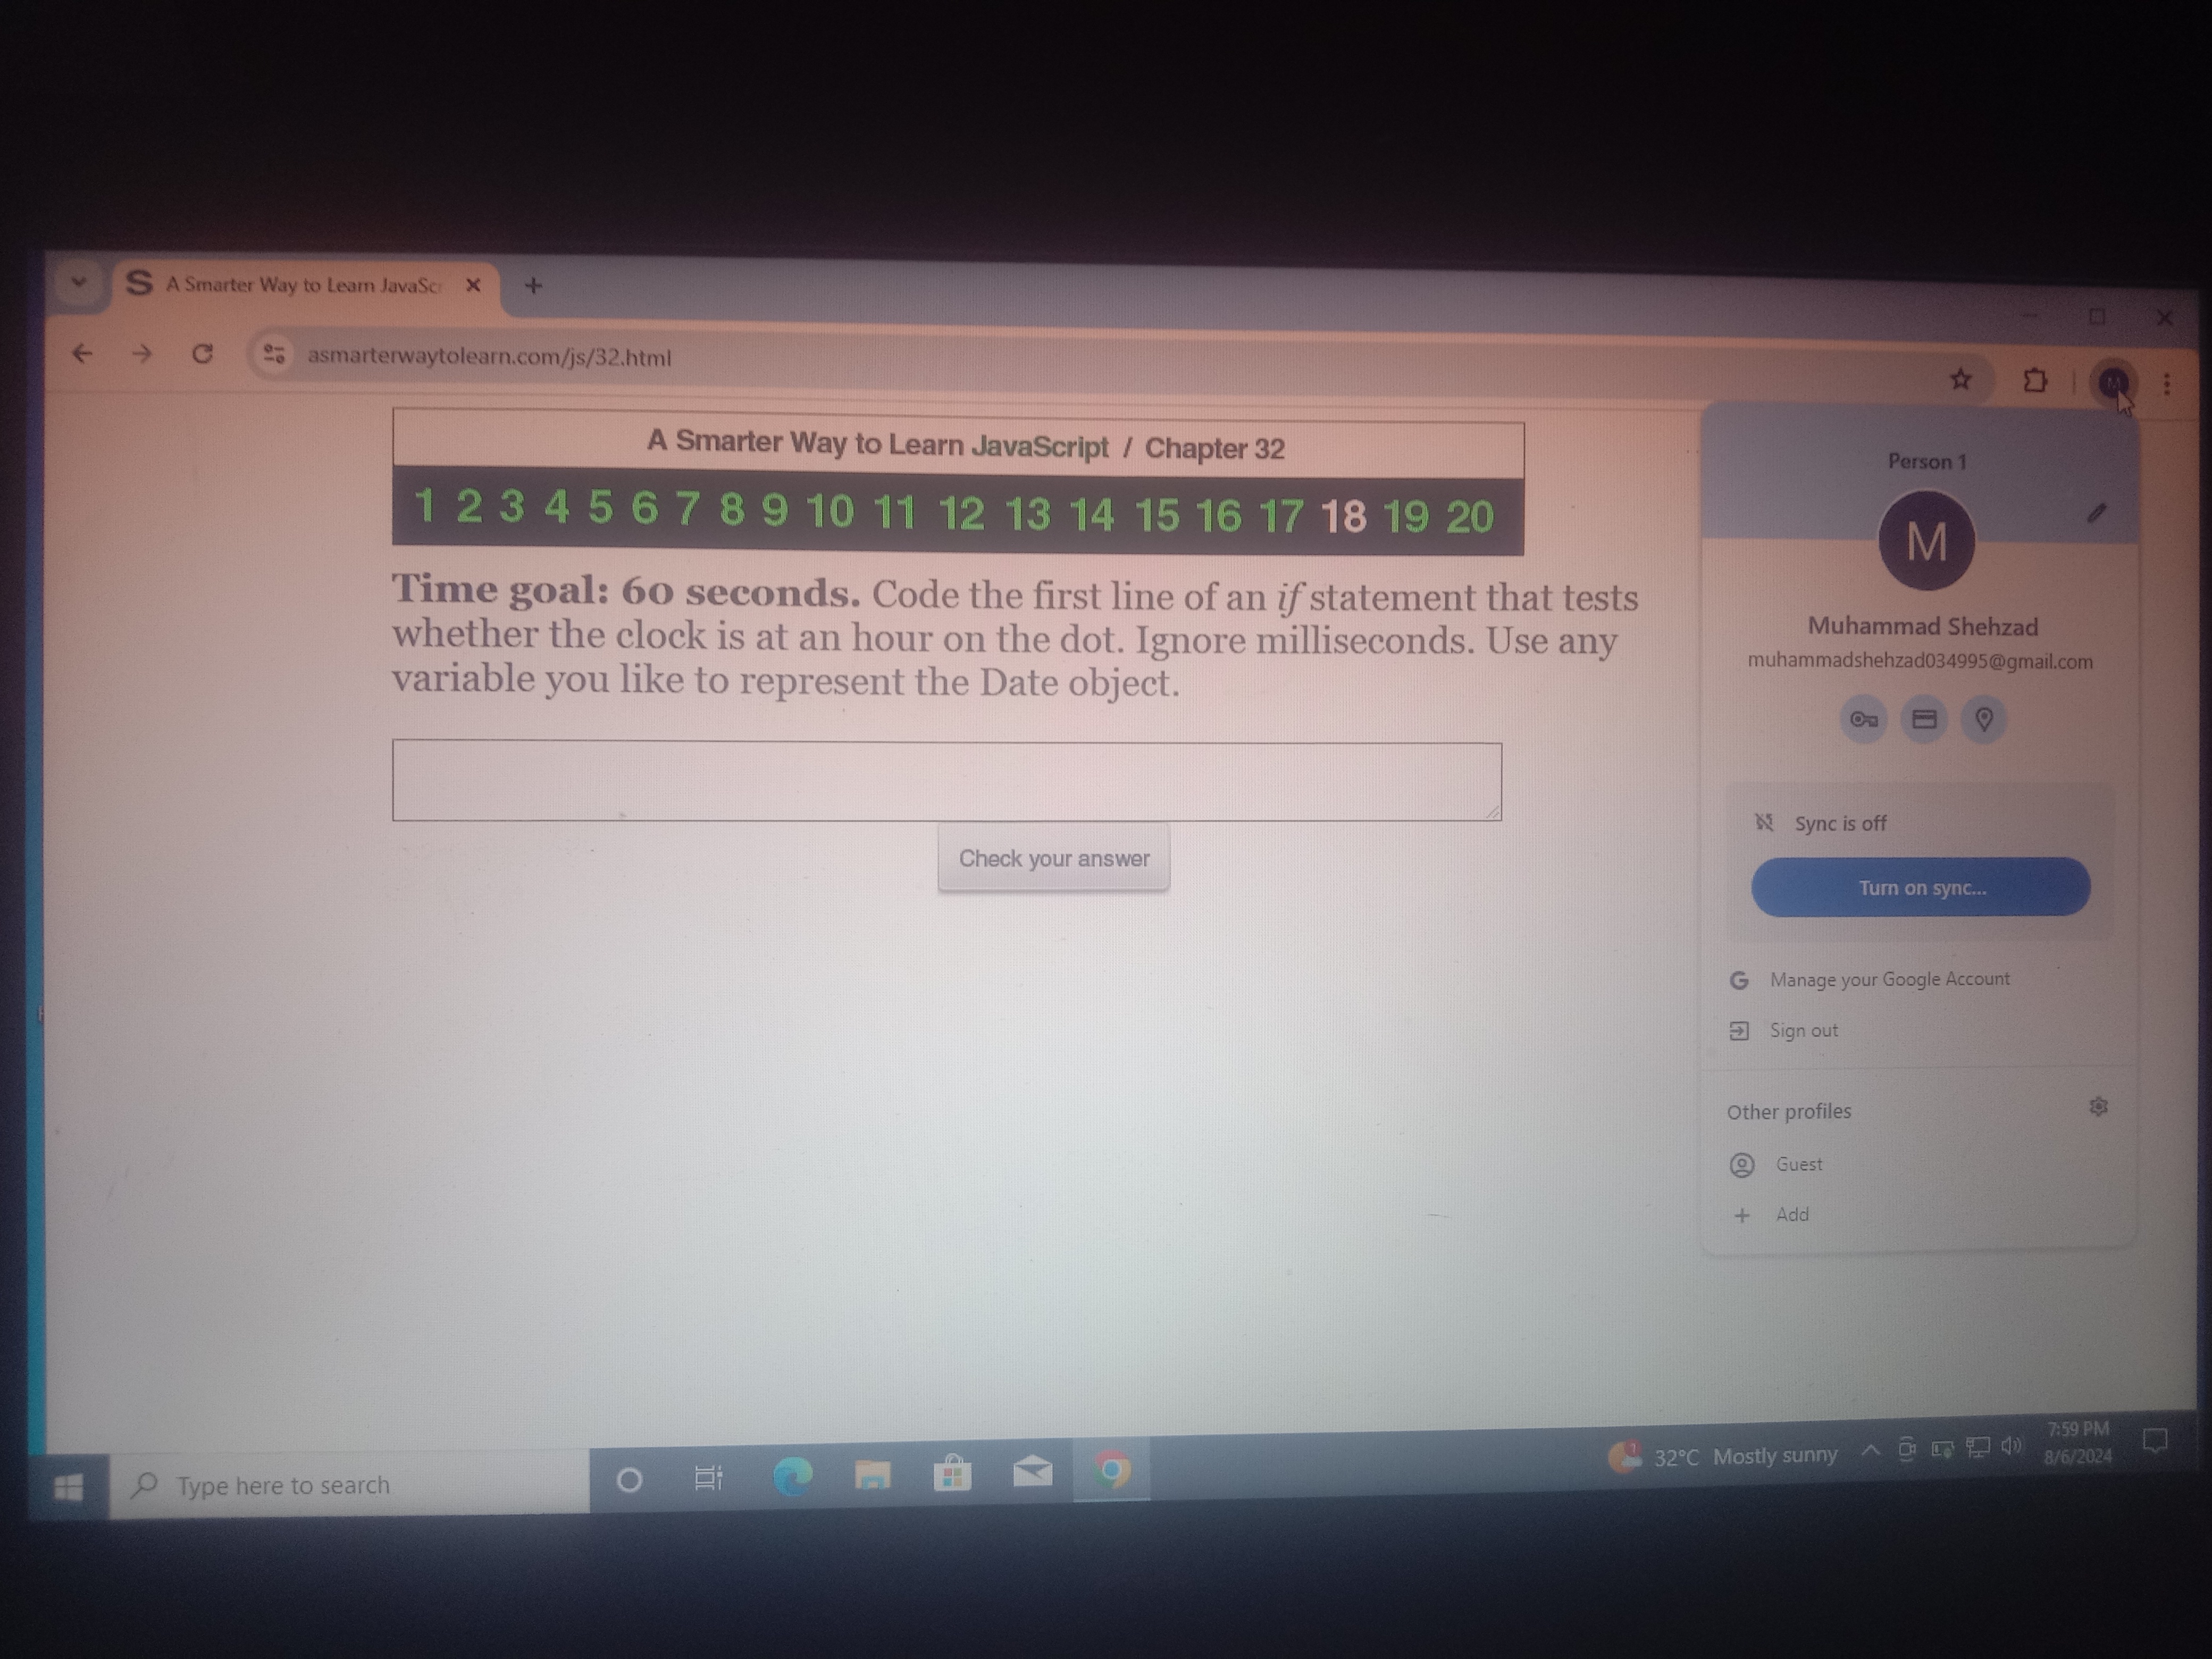 A Smarter Way to Learn JavaSc
asmarterwaytolearn.com/js/32.html
A Smarter Way to Learn JavaScript / Chapter 32
1 2 3 4 5 6 7 8 9 10 11 12 13 14 15 16 17 18 19 20
Time goal: 60 seconds. Code the first line of an if statement that tests
whether the clock is at an hour on the dot. Ignore milliseconds. Use any
variable you like to represent the Date object.
Check your answer
Person 1
M
Muhammad Shehzad
muhammadshehzad034995@gmail.com
Sync is off
Turn on sync...
Manage your Google Account
Sign out
Other profiles
Guest
Add
Type here to search
32°C Mostly sunny
7:59 PM
8/6/2024